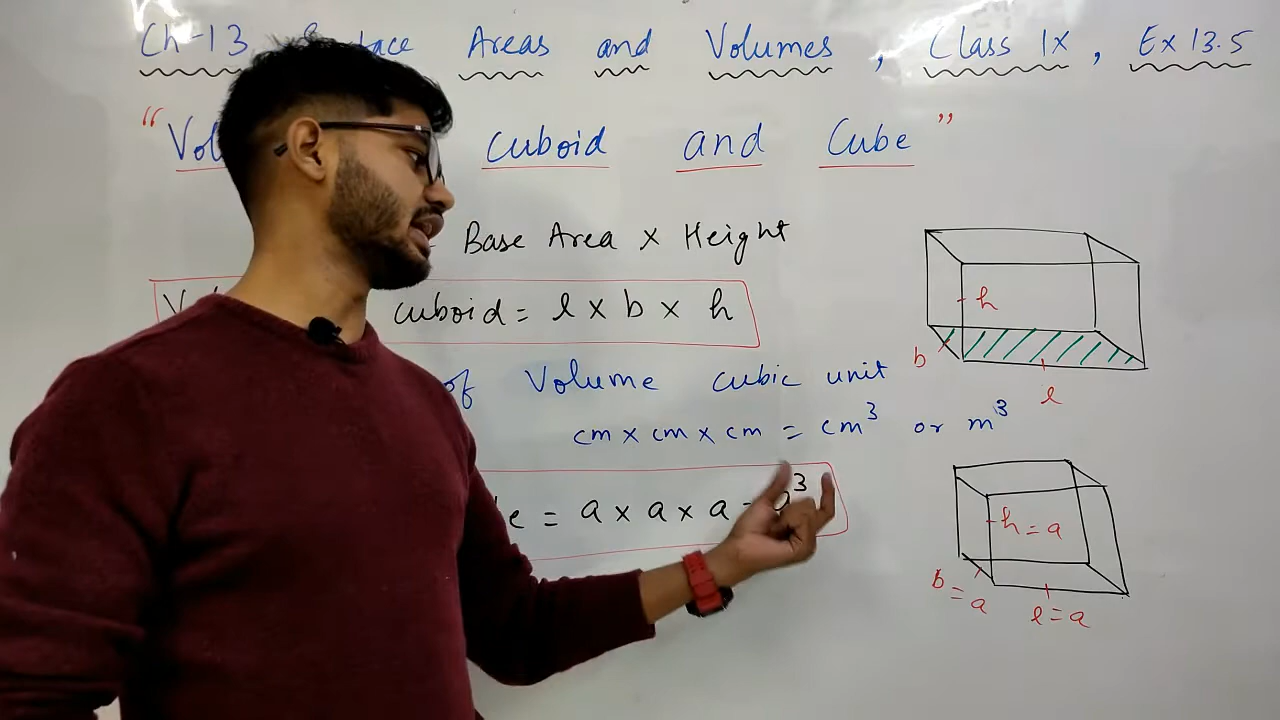 Ch-13 Areas and Volumes, Class IX, Ex 13.5
" cuboid and Cube "
Base Area x Height
cuboid = l x b x h
of Volume cubic unit
cm x cm x cm = cm³ or m³
= a x a x a = a³
h
b
l
h = a
b = a
l = a